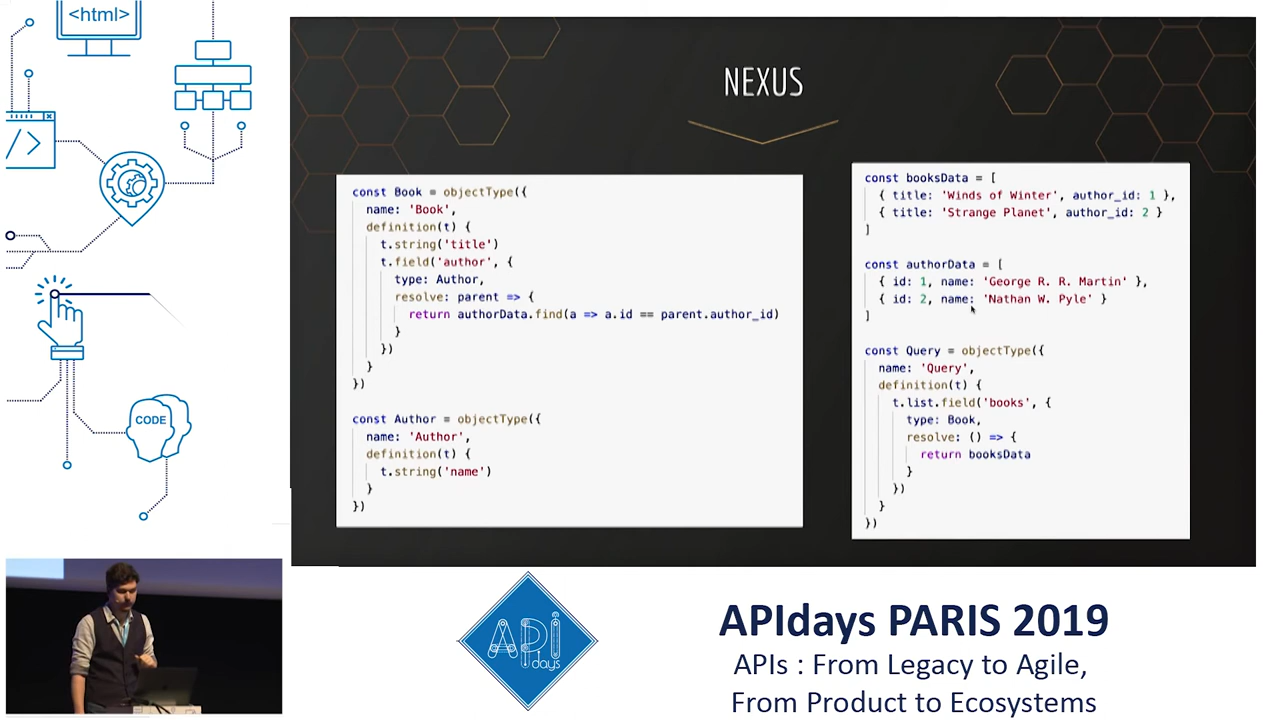 <html>
</>
CODE
NEXUS
const Book = objectType({
name: 'Book',
definition(t) {
t.string('title')
t.field('author', {
type: Author,
resolve: parent => {
return authorData.find(a => a.id == parent.author_id)
}
})
}
})
const Author = objectType({
name: 'Author',
definition(t) {
t.string('name')
}
})
const booksData = [
{ title: 'Winds of Winter', author_id: 1 },
{ title: 'Strange Planet', author_id: 2 }
]
const authorData = [
{ id: 1, name: 'George R. R. Martin' },
{ id: 2, name: 'Nathan W. Pyle' }
]
const Query = objectType({
name: 'Query',
definition(t) {
t.list.field('books', {
type: Book,
resolve: () => {
return booksData
}
})
}
})
API
days
APIdays PARIS 2019
APIs : From Legacy to Agile,
From Product to Ecosystems